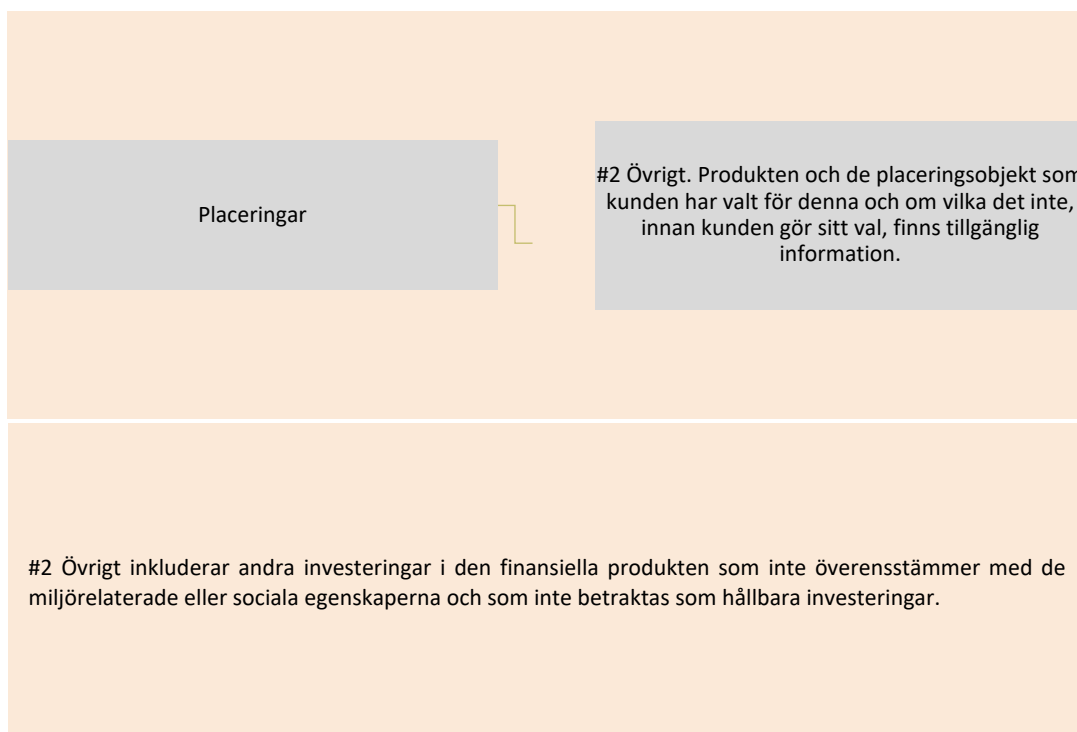 Placeringar
#2 Övrigt. Produkten och de placeringsobjekt som
kunden har valt för denna och om vilka det inte,
innan kunden gör sitt val, finns tillgänglig
information.
#2 Övrigt inkluderar andra investeringar i den finansiella produkten som inte överensstämmer med de
miljörelaterade eller sociala egenskaperna och som inte betraktas som hållbara investeringar.